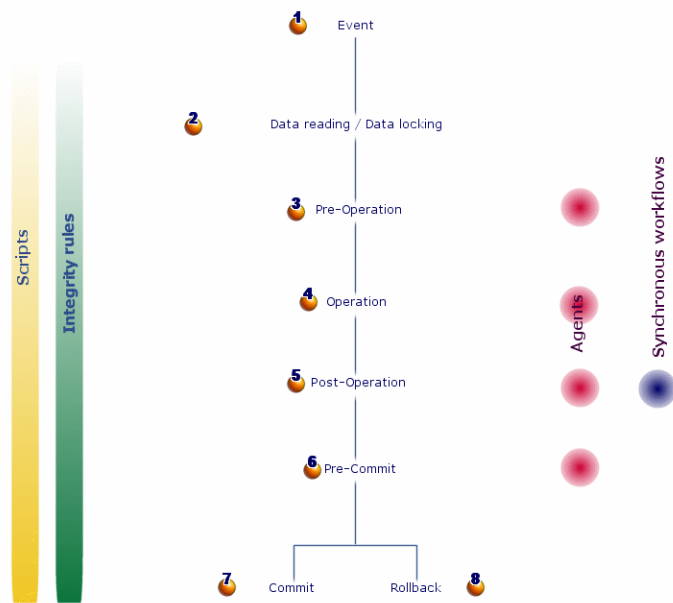 1 Event
2 Data reading / Data locking
3 Pre-Operation
4 Operation
5 Post-Operation
6 Pre-Commit
7 Commit
Rollback 8
Scripts
Integrity rules
Agents
Synchronous workflows